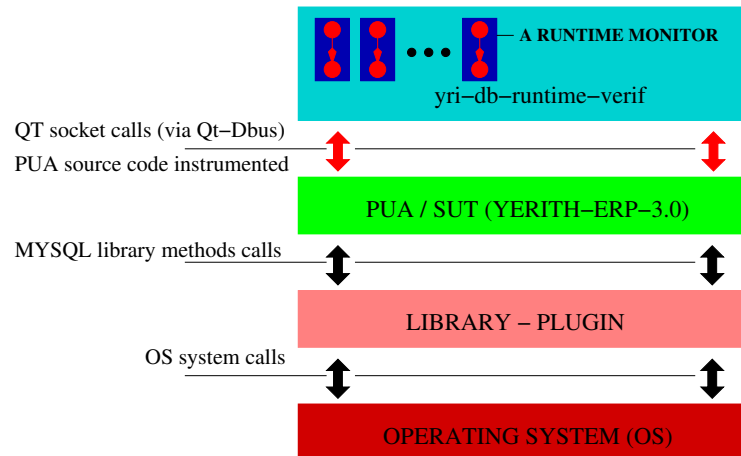 A RUNTIME MONITOR
yri−db−runtime−verif
QT socket calls (via Qt−Dbus)
PUA source code instrumented
PUA / SUT (YERITH−ERP−3.0)
MYSQL library methods calls
LIBRARY − PLUGIN
OS system calls
OPERATING SYSTEM (OS)